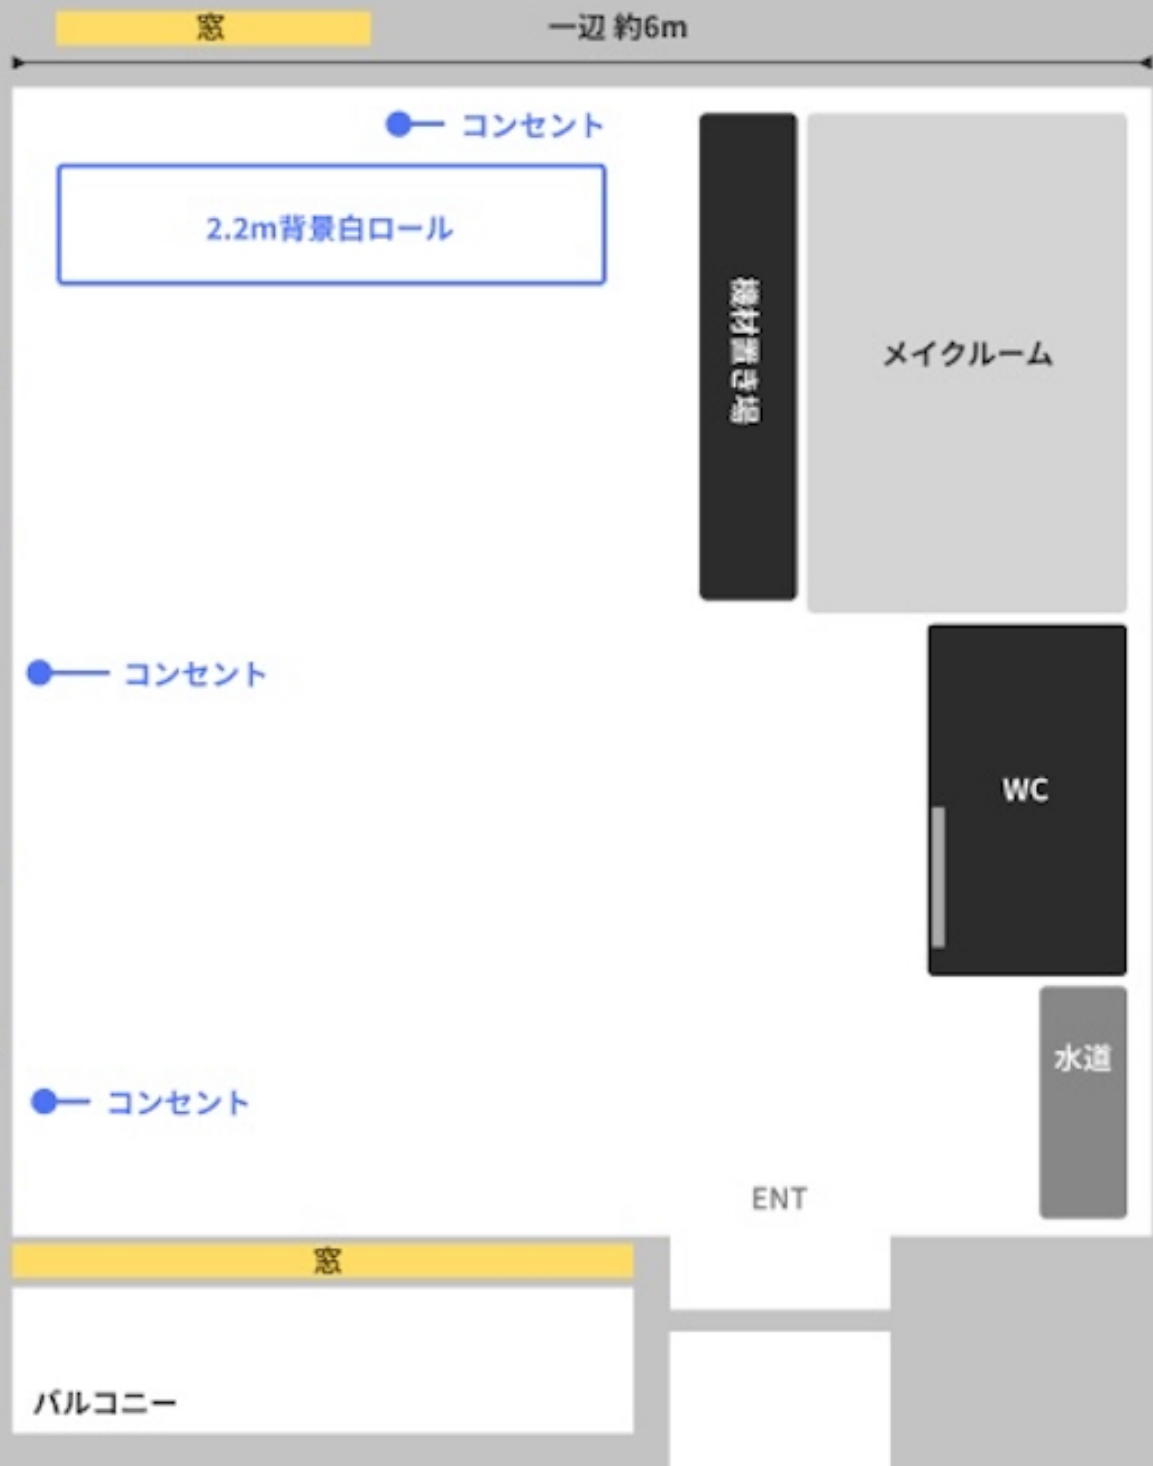 窓
一辺 約6m
コンセント
2.2m背景白ロール
機材置き場
メイクルーム
コンセント
WC
水道
コンセント
ENT
窓
バルコニー